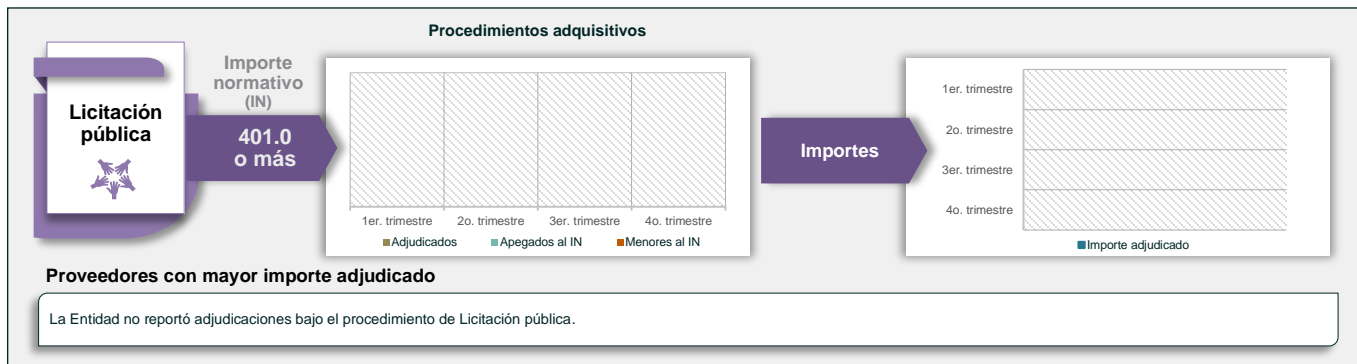 Procedimientos adquisitivos
Licitación
pública
Importe
normativo
(IN)
401.0
o más
1er. trimestre
2o. trimestre
3er. trimestre
4o. trimestre
Adjudicados
Apegados al IN
Menores al IN
Importes
1er. trimestre
2o. trimestre
3er. trimestre
4o. trimestre
Importe adjudicado
Proveedores con mayor importe adjudicado
La Entidad no reportó adjudicaciones bajo el procedimiento de Licitación pública.